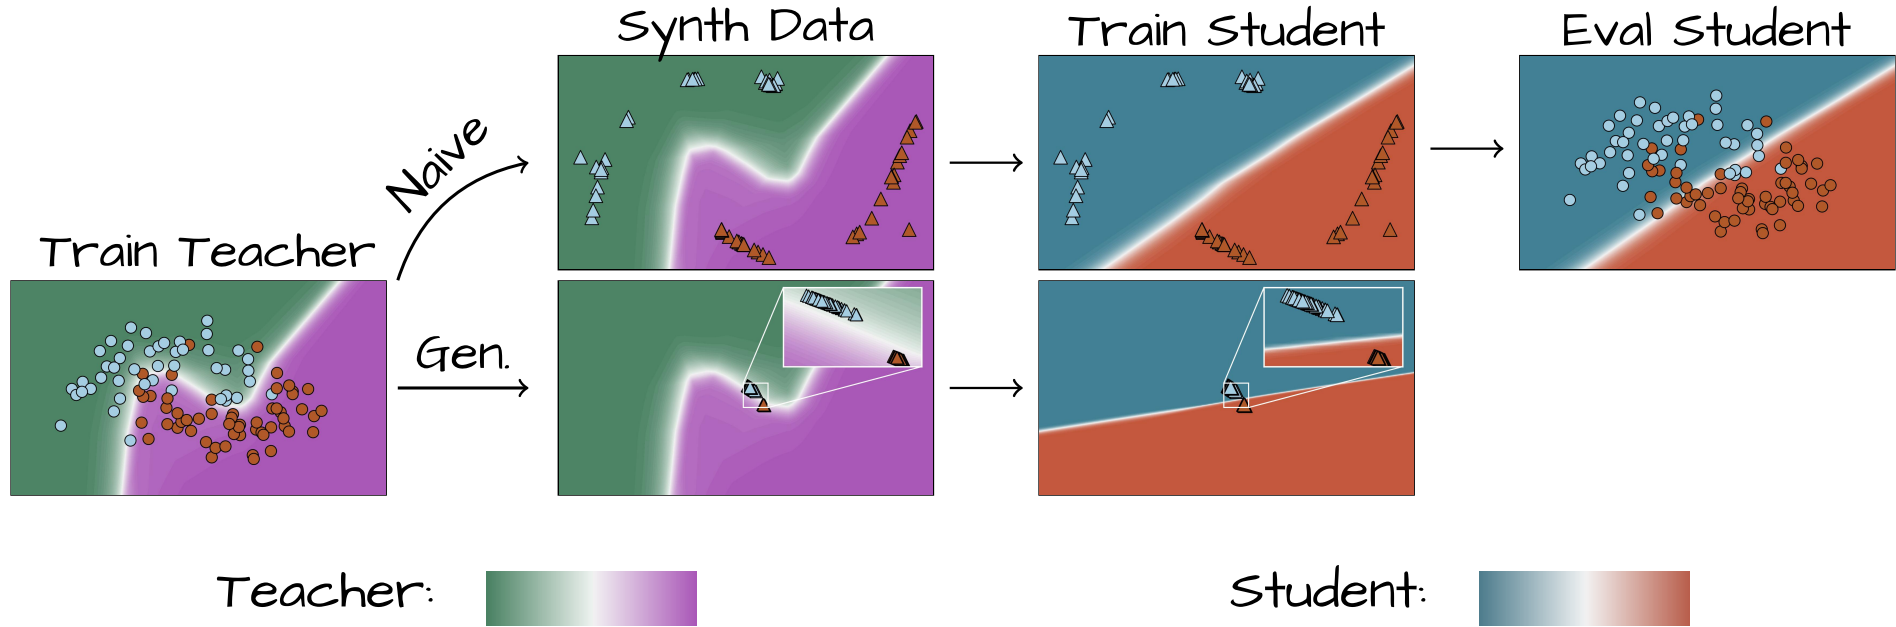 Synth Data
Train Student
Eval Student
Naive
Train Teacher
Gen.
Teacher:
Student: